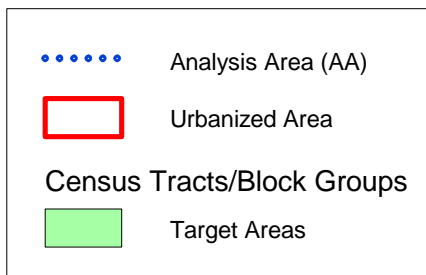 Analysis Area (AA)
Urbanized Area
Census Tracts/Block Groups
Target Areas